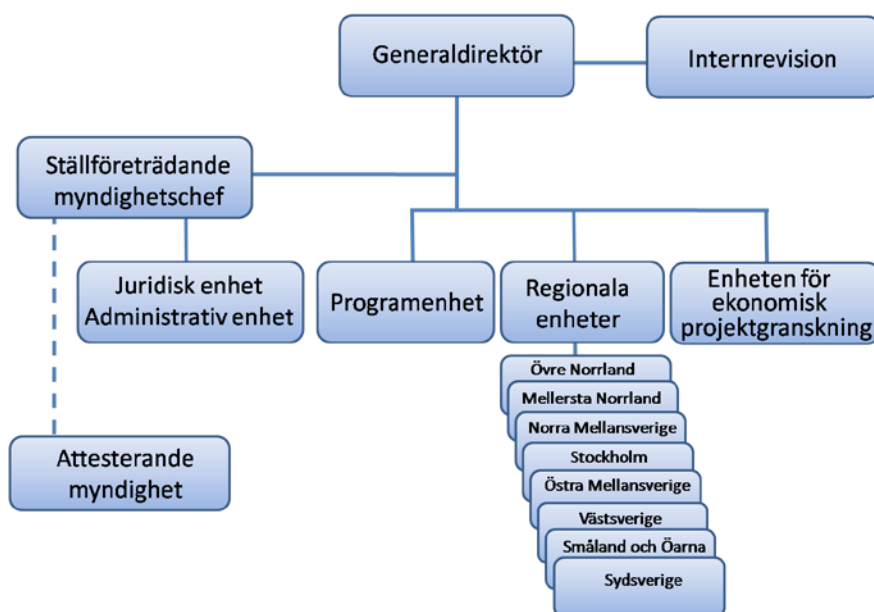 Generaldirektör
Internrevision
Ställföreträdande
myndighetschef
Juridisk enhet
Administrativ enhet
Programenhet
Regionala
enheter
Enheten för
ekonomisk
projektgranskning
Övre Norrland
Mellersta Norrland
Norra Mellansverige
Stockholm
Östra Mellansverige
Västsverige
Småland och Öarna
Sydsverige
Attesterande
myndighet